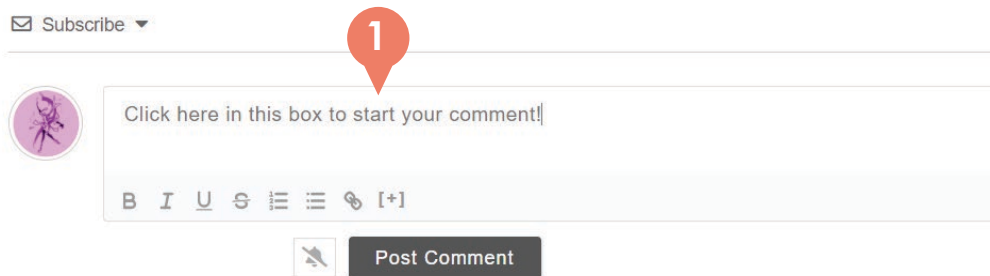 Subscribe
1
Click here in this box to start your comment!
B I U S [+]
Post Comment